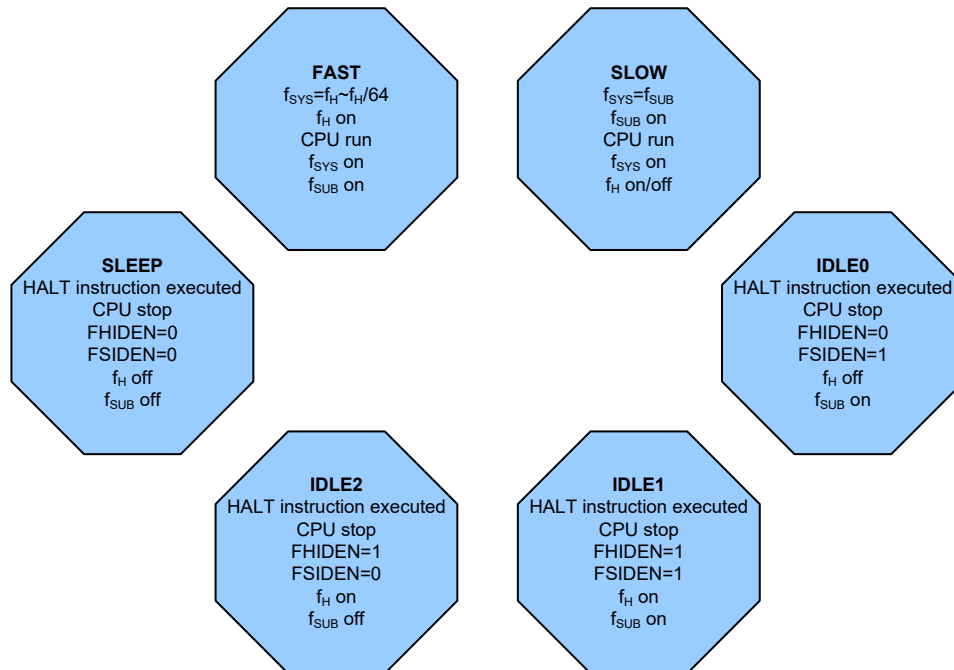 FAST
fSYS=fH~fH/64
fH on
CPU run
fSYS on
fSUB on
SLOW
fSYS=fSUB
fSUB on
CPU run
fSYS on
fH on/off
SLEEP
HALT instruction executed
CPU stop
FHIDEN=0
FSIDEN=0
fH off
fSUB off
IDLE0
HALT instruction executed
CPU stop
FHIDEN=0
FSIDEN=1
fH off
fSUB on
IDLE2
HALT instruction executed
CPU stop
FHIDEN=1
FSIDEN=0
fH on
fSUB off
IDLE1
HALT instruction executed
CPU stop
FHIDEN=1
FSIDEN=1
fH on
fSUB on